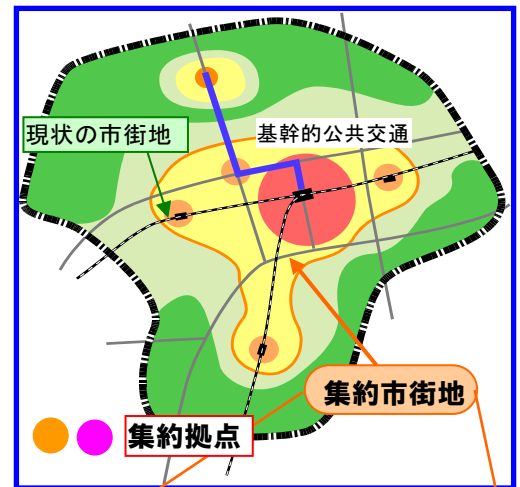 現状の市街地
基幹的公共交通
集約市街地
集約拠点